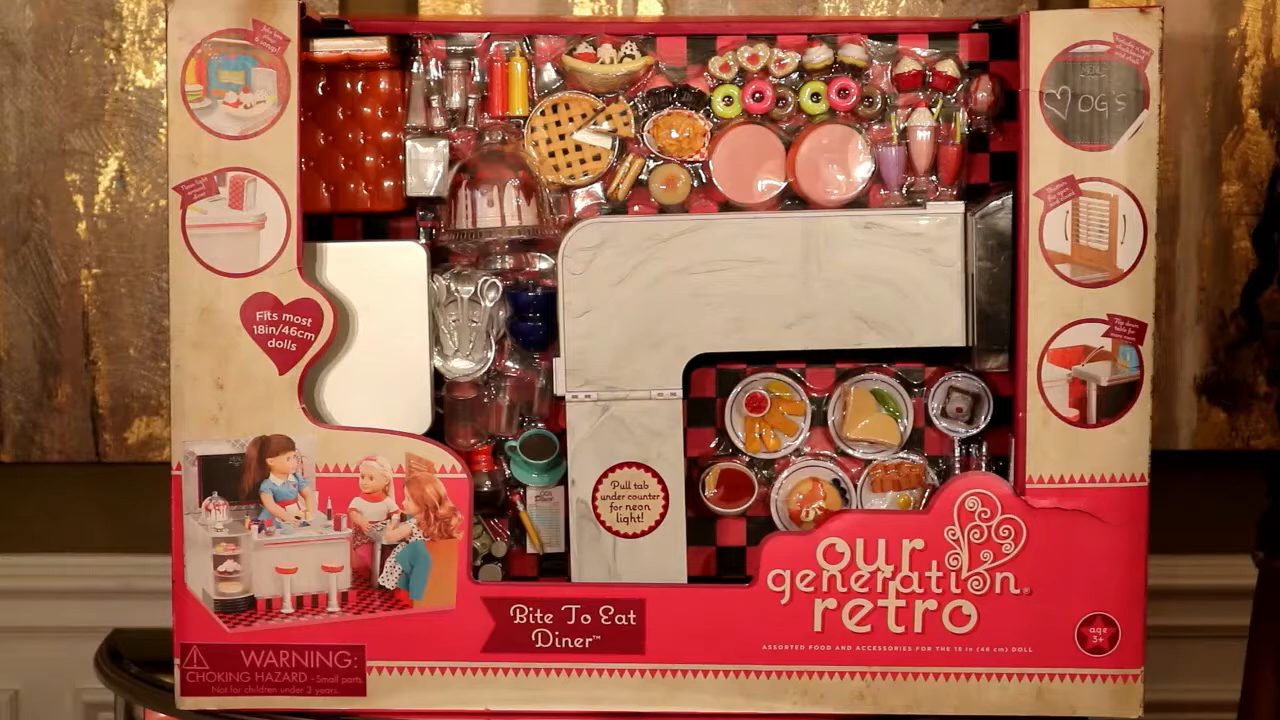 OG'S
Fits most
18in/46cm
dolls
Pull tab
under counter
for neon
light!
our
generation®
retro
Bite To Eat
Diner™
ASSORTED FOOD AND ACCESSORIES FOR THE 18 in (46 cm) DOLL
age
3+
WARNING:
CHOKING HAZARD - Small parts.
Not for children under 3 years.